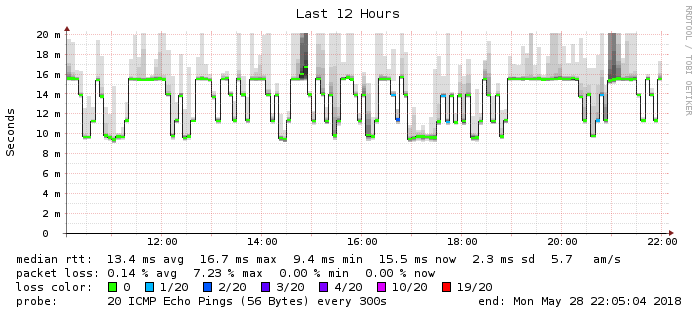 Last 12 Hours
RRDTOOL / TOBI OETIKER
Seconds
20 m
18 m
16 m
14 m
12 m
10 m
8 m
6 m
4 m
2 m
0
12:00 14:00 16:00 18:00 20:00 22:00
median rtt: 13.4 ms avg 16.7 ms max 9.4 ms min 15.5 ms now 2.3 ms sd 5.7 am/s
packet loss: 0.14 % avg 7.23 % max 0.00 % min 0.00 % now
loss color: 0 1/20 2/20 3/20 4/20 10/20 19/20
probe: 20 ICMP Echo Pings (56 Bytes) every 300s end: Mon May 28 22:05:04 2018